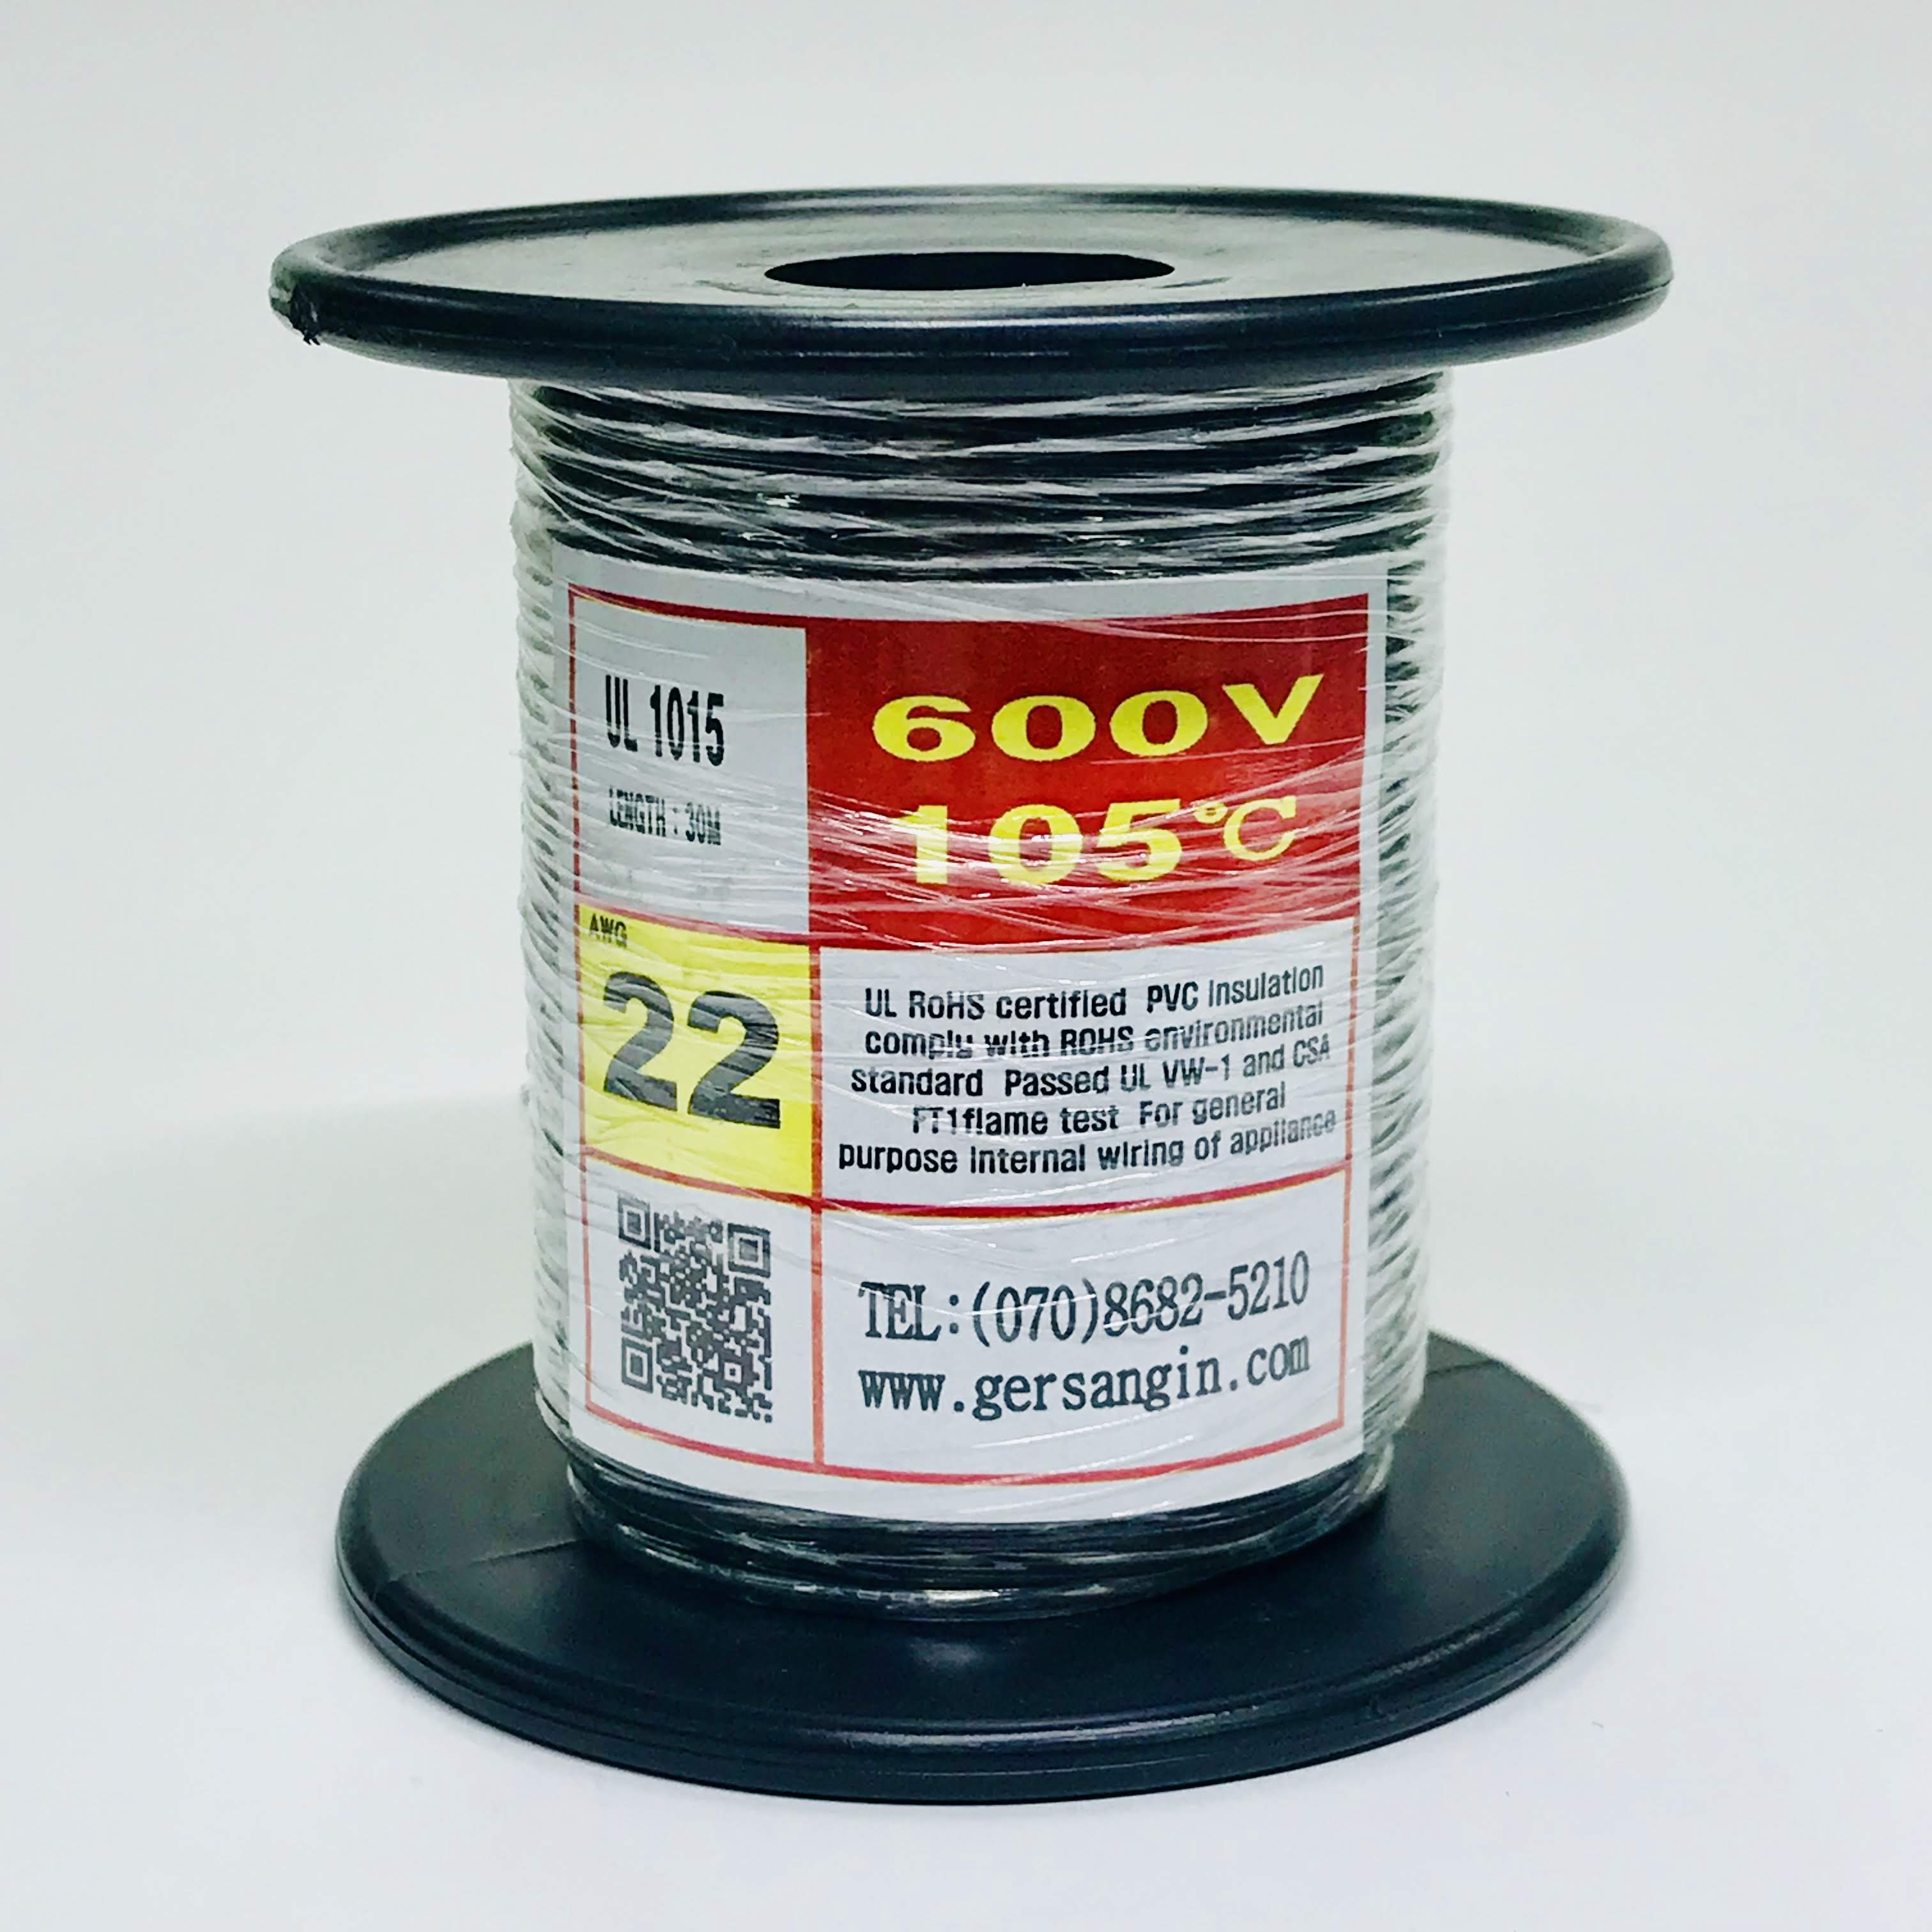 UL 1015
LENGTH : 30M
600V
105℃
AWG
22
UL RoHS certified PVC insulation
comply with ROHS environmental
standard Passed UL VW-1 and CSA
FT1flame test For general
purpose internal wiring of appliance
TEL:(070)8682-5210
www.gersangin.com